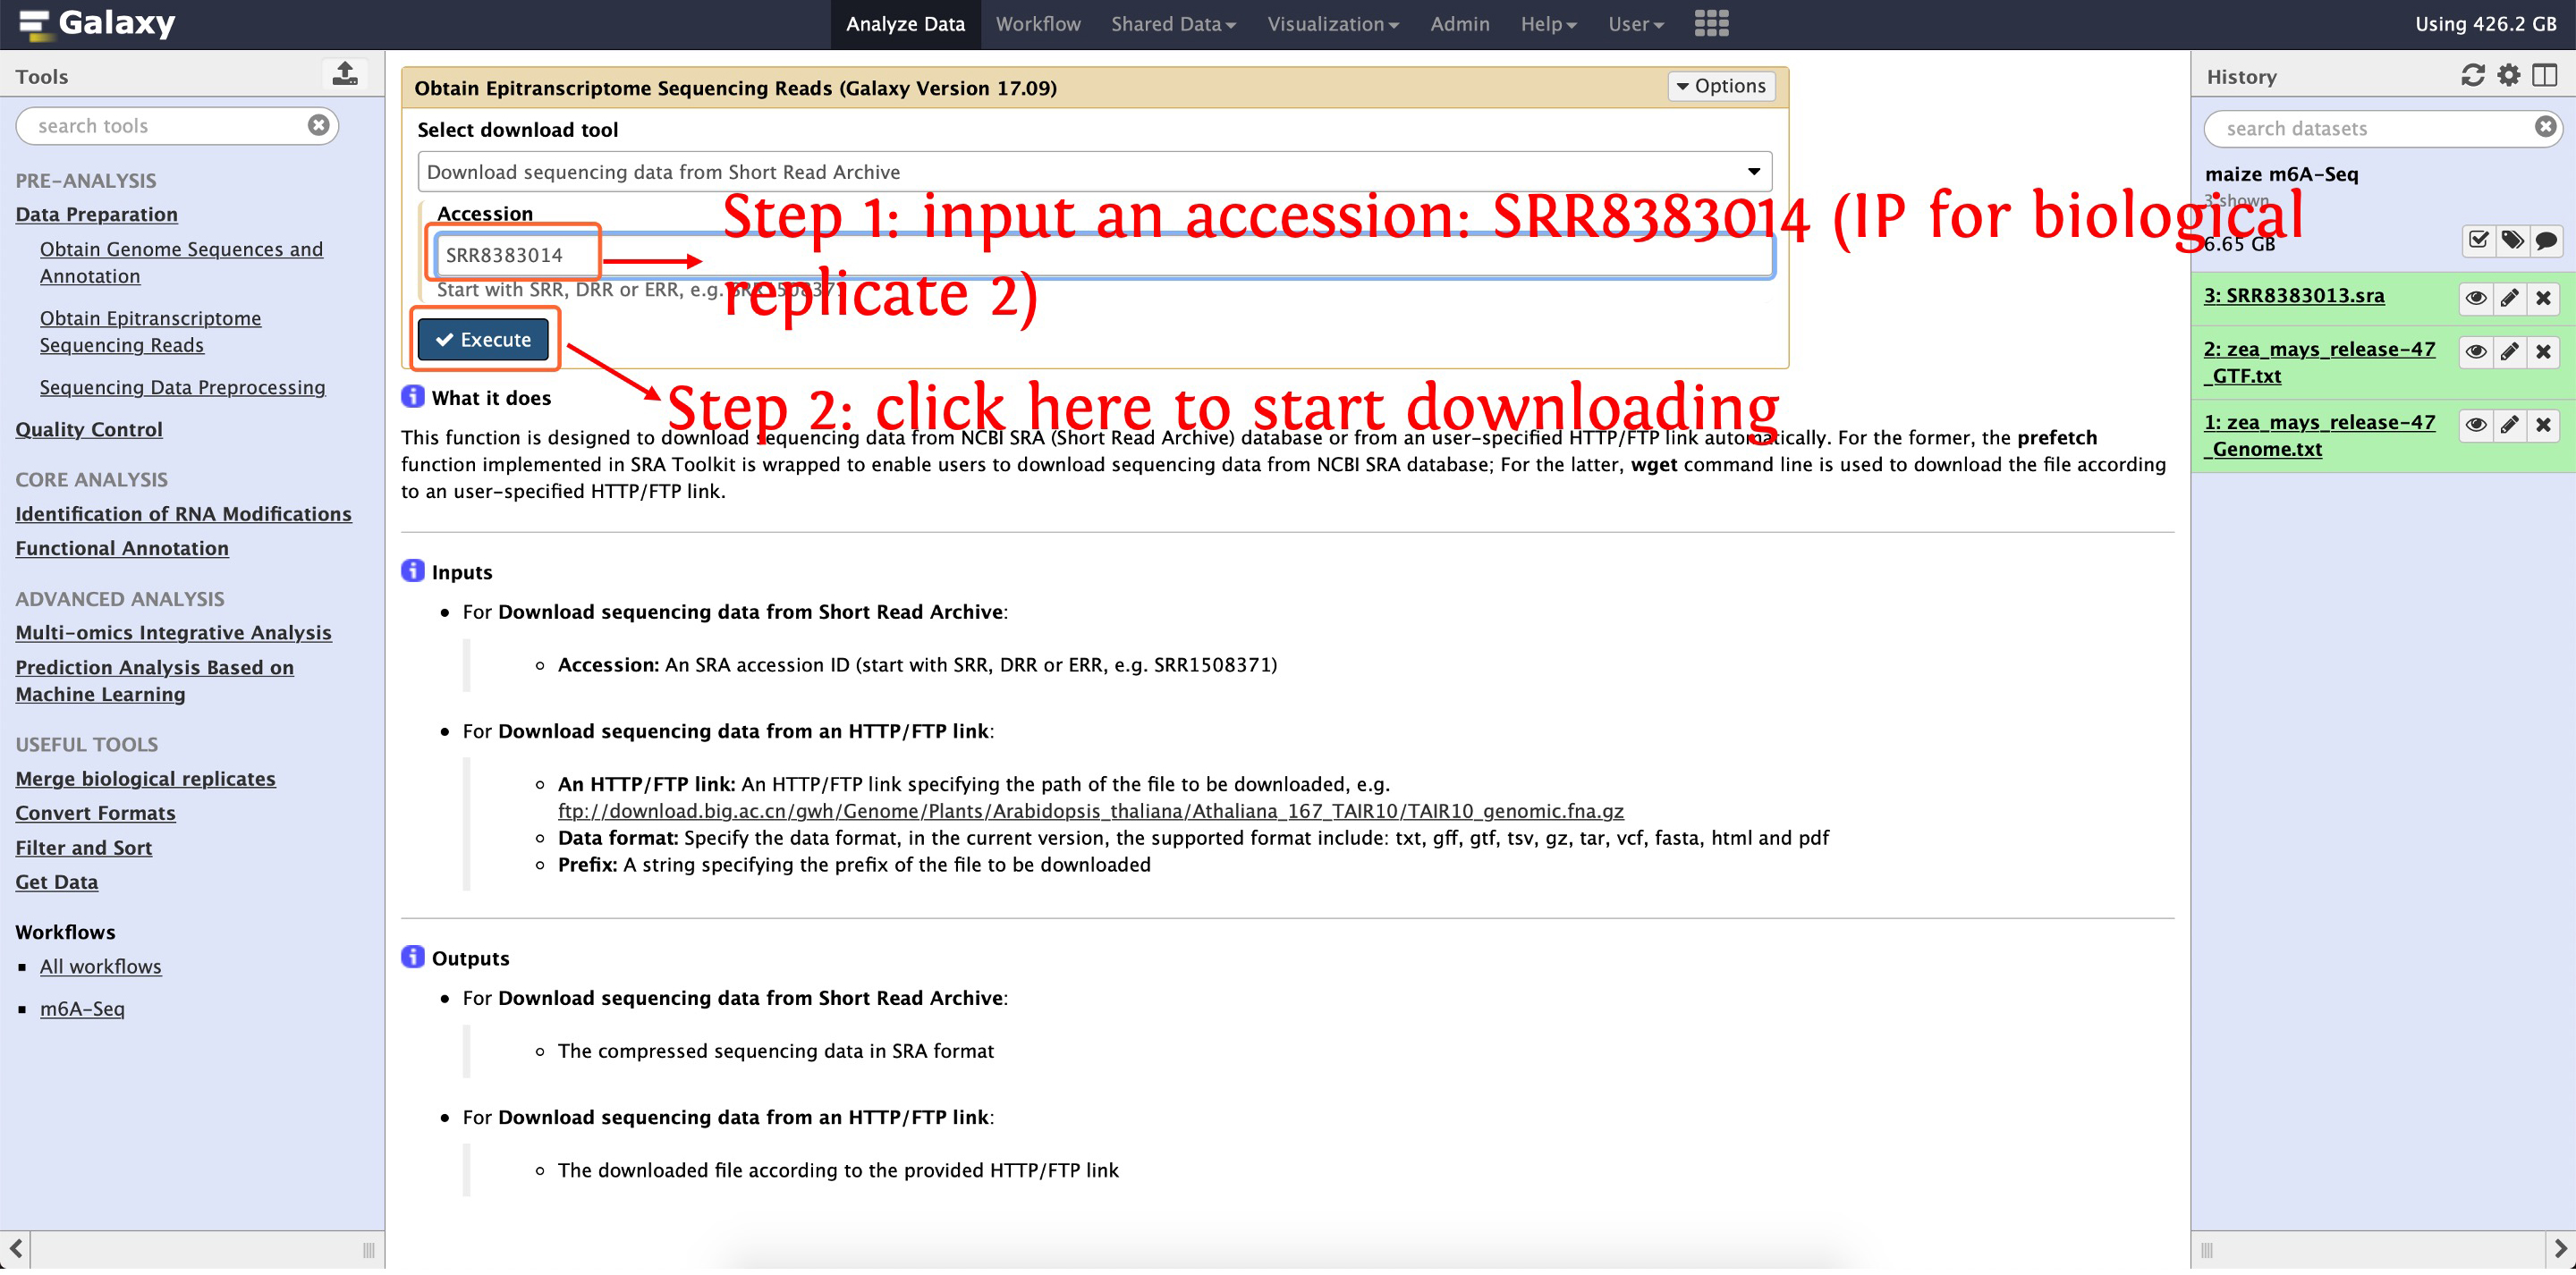 Galaxy
Analyze Data
Workflow
Shared Data
Visualization
Admin
Help
User
Using 426.2 GB
Tools
search tools
PRE-ANALYSIS
Data Preparation
Obtain Genome Sequences and
Annotation
Obtain Epitranscriptome
Sequencing Reads
Sequencing Data Preprocessing
Quality Control
CORE ANALYSIS
Identification of RNA Modifications
Functional Annotation
ADVANCED ANALYSIS
Multi-omics Integrative Analysis
Prediction Analysis Based on
Machine Learning
USEFUL TOOLS
Merge biological replicates
Convert Formats
Filter and Sort
Get Data
Workflows
All workflows
m6A-Seq
Obtain Epitranscriptome Sequencing Reads (Galaxy Version 17.09)
Options
Select download tool
Download sequencing data from Short Read Archive
Accession
SRR8383014
Start with SRR, DRR or ERR, e.g. SRR1508371
Step 1: input an accession: SRR8383014 (IP for biological
replicate 2)
Execute
Step 2: click here to start downloading
What it does
This function is designed to download sequencing data from NCBI SRA (Short Read Archive) database or from an user-specified HTTP/FTP link automatically. For the former, the prefetch
function implemented in SRA Toolkit is wrapped to enable users to download sequencing data from NCBI SRA database; For the latter, wget command line is used to download the file according
to an user-specified HTTP/FTP link.
Inputs
• For Download sequencing data from Short Read Archive:
Accession: An SRA accession ID (start with SRR, DRR or ERR, e.g. SRR1508371)
• For Download sequencing data from an HTTP/FTP link:
An HTTP/FTP link: An HTTP/FTP link specifying the path of the file to be downloaded, e.g.
ftp://download.big.ac.cn/gwh/Genome/Plants/Arabidopsis_thaliana/Athaliana_167_TAIR10/TAIR10_genomic.fna.gz
Data format: Specify the data format, in the current version, the supported format include: txt, gff, gtf, tsv, gz, tar, vcf, fasta, html and pdf
Prefix: A string specifying the prefix of the file to be downloaded
Outputs
• For Download sequencing data from Short Read Archive:
The compressed sequencing data in SRA format
• For Download sequencing data from an HTTP/FTP link:
The downloaded file according to the provided HTTP/FTP link
History
search datasets
maize m6A-Seq
3 shown
6.65 GB
3: SRR8383013.sra
2: zea_mays_release-47
_GTF.txt
1: zea_mays_release-47
_Genome.txt